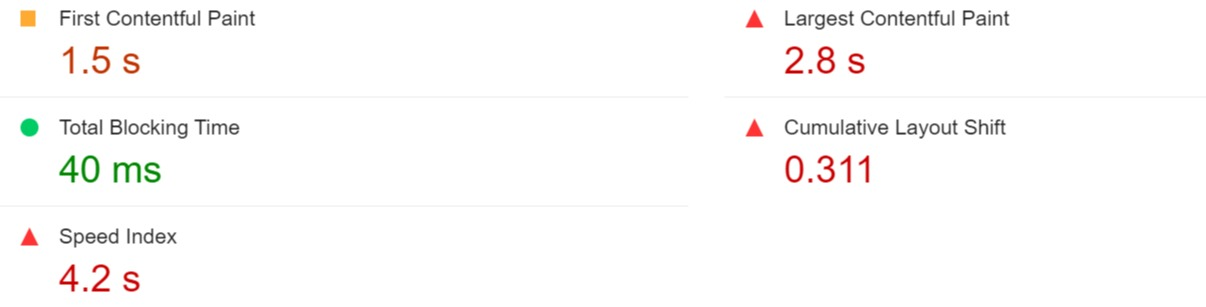 First Contentful Paint
1.5 s
Largest Contentful Paint
2.8 s
Total Blocking Time
40 ms
Cumulative Layout Shift
0.311
Speed Index
4.2 s